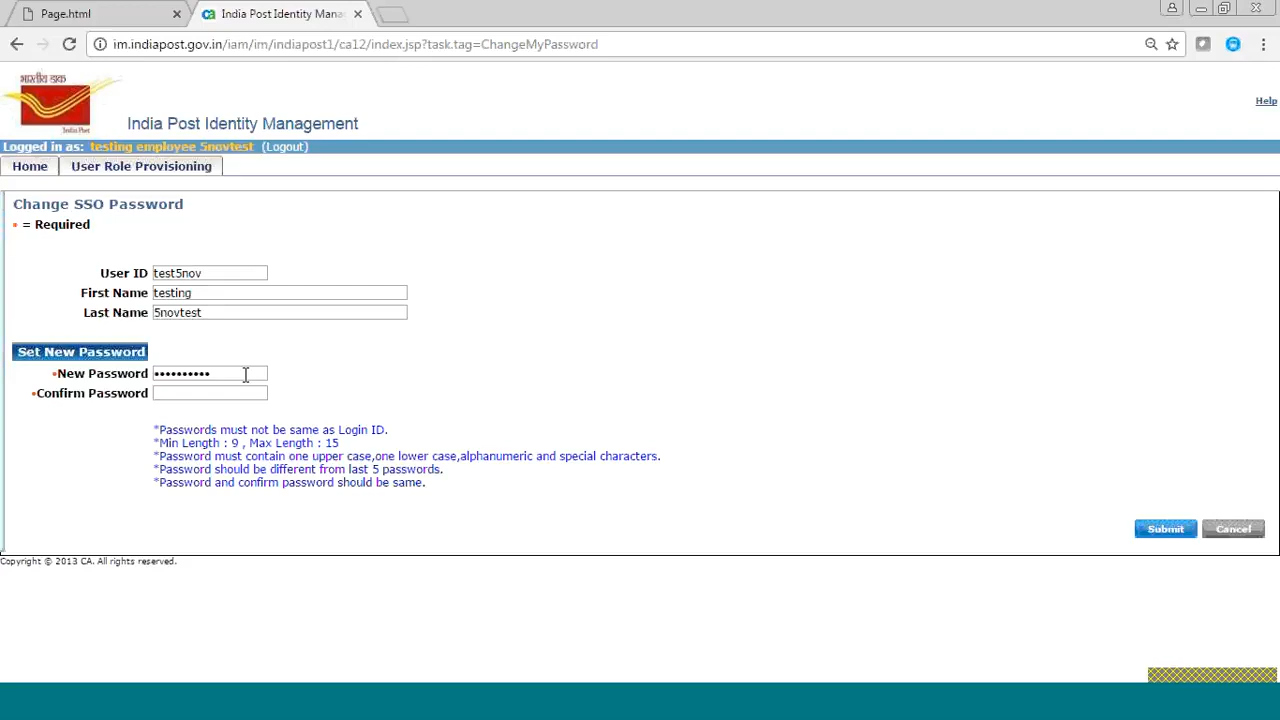 Page.html
India Post Identity Mana
im.indiapost.gov.in/iam/im/indiapost1/ca12/index.jsp?task.tag=ChangeMyPassword
भारतीय डाक
India Post
India Post Identity Management
Help
Logged in as: testing employee 5novtest (Logout)
Home User Role Provisioning
Change SSO Password
= Required
User ID test5nov
First Name testing
Last Name 5novtest
Set New Password
New Password ••••••••••
Confirm Password
*Passwords must not be same as Login ID.
*Min Length : 9 , Max Length : 15
*Password must contain one upper case,one lower case,alphanumeric and special characters.
*Password should be different from last 5 passwords.
*Password and confirm password should be same.
Submit Cancel
Copyright © 2013 CA. All rights reserved.